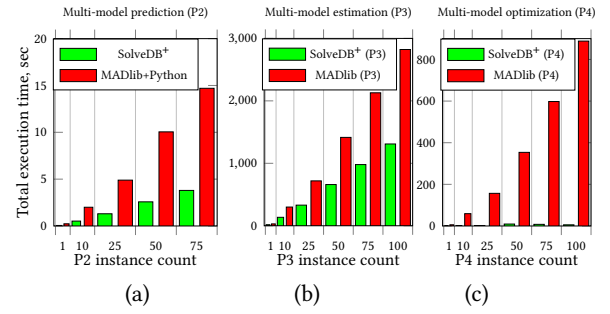 Multi-model prediction (P2)
20
15
10
5
0
Total execution time, sec
SolveDB+
MADlib+Python
1 10 25 50 75
P2 instance count
(a)
Multi-model estimation (P3)
3,000
2,000
1,000
0
SolveDB+ (P3)
MADlib (P3)
1 10 25 50 75 100
P3 instance count
(b)
Multi-model optimization (P4)
800
600
400
200
0
SolveDB+ (P4)
MADlib (P4)
1 10 25 50 75 100
P4 instance count
(c)